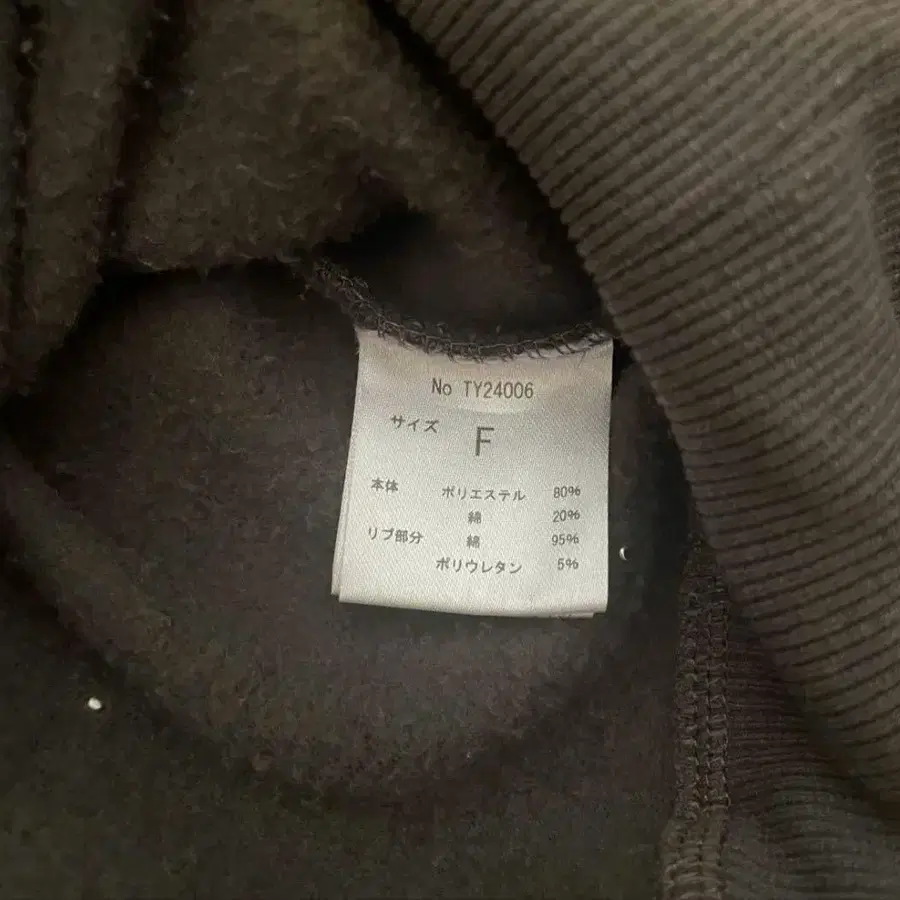 No TY24006
サイズ F
本体 ポリエステル 80%
綿 20%
リブ部分 綿 95%
ポリウレタン 5%